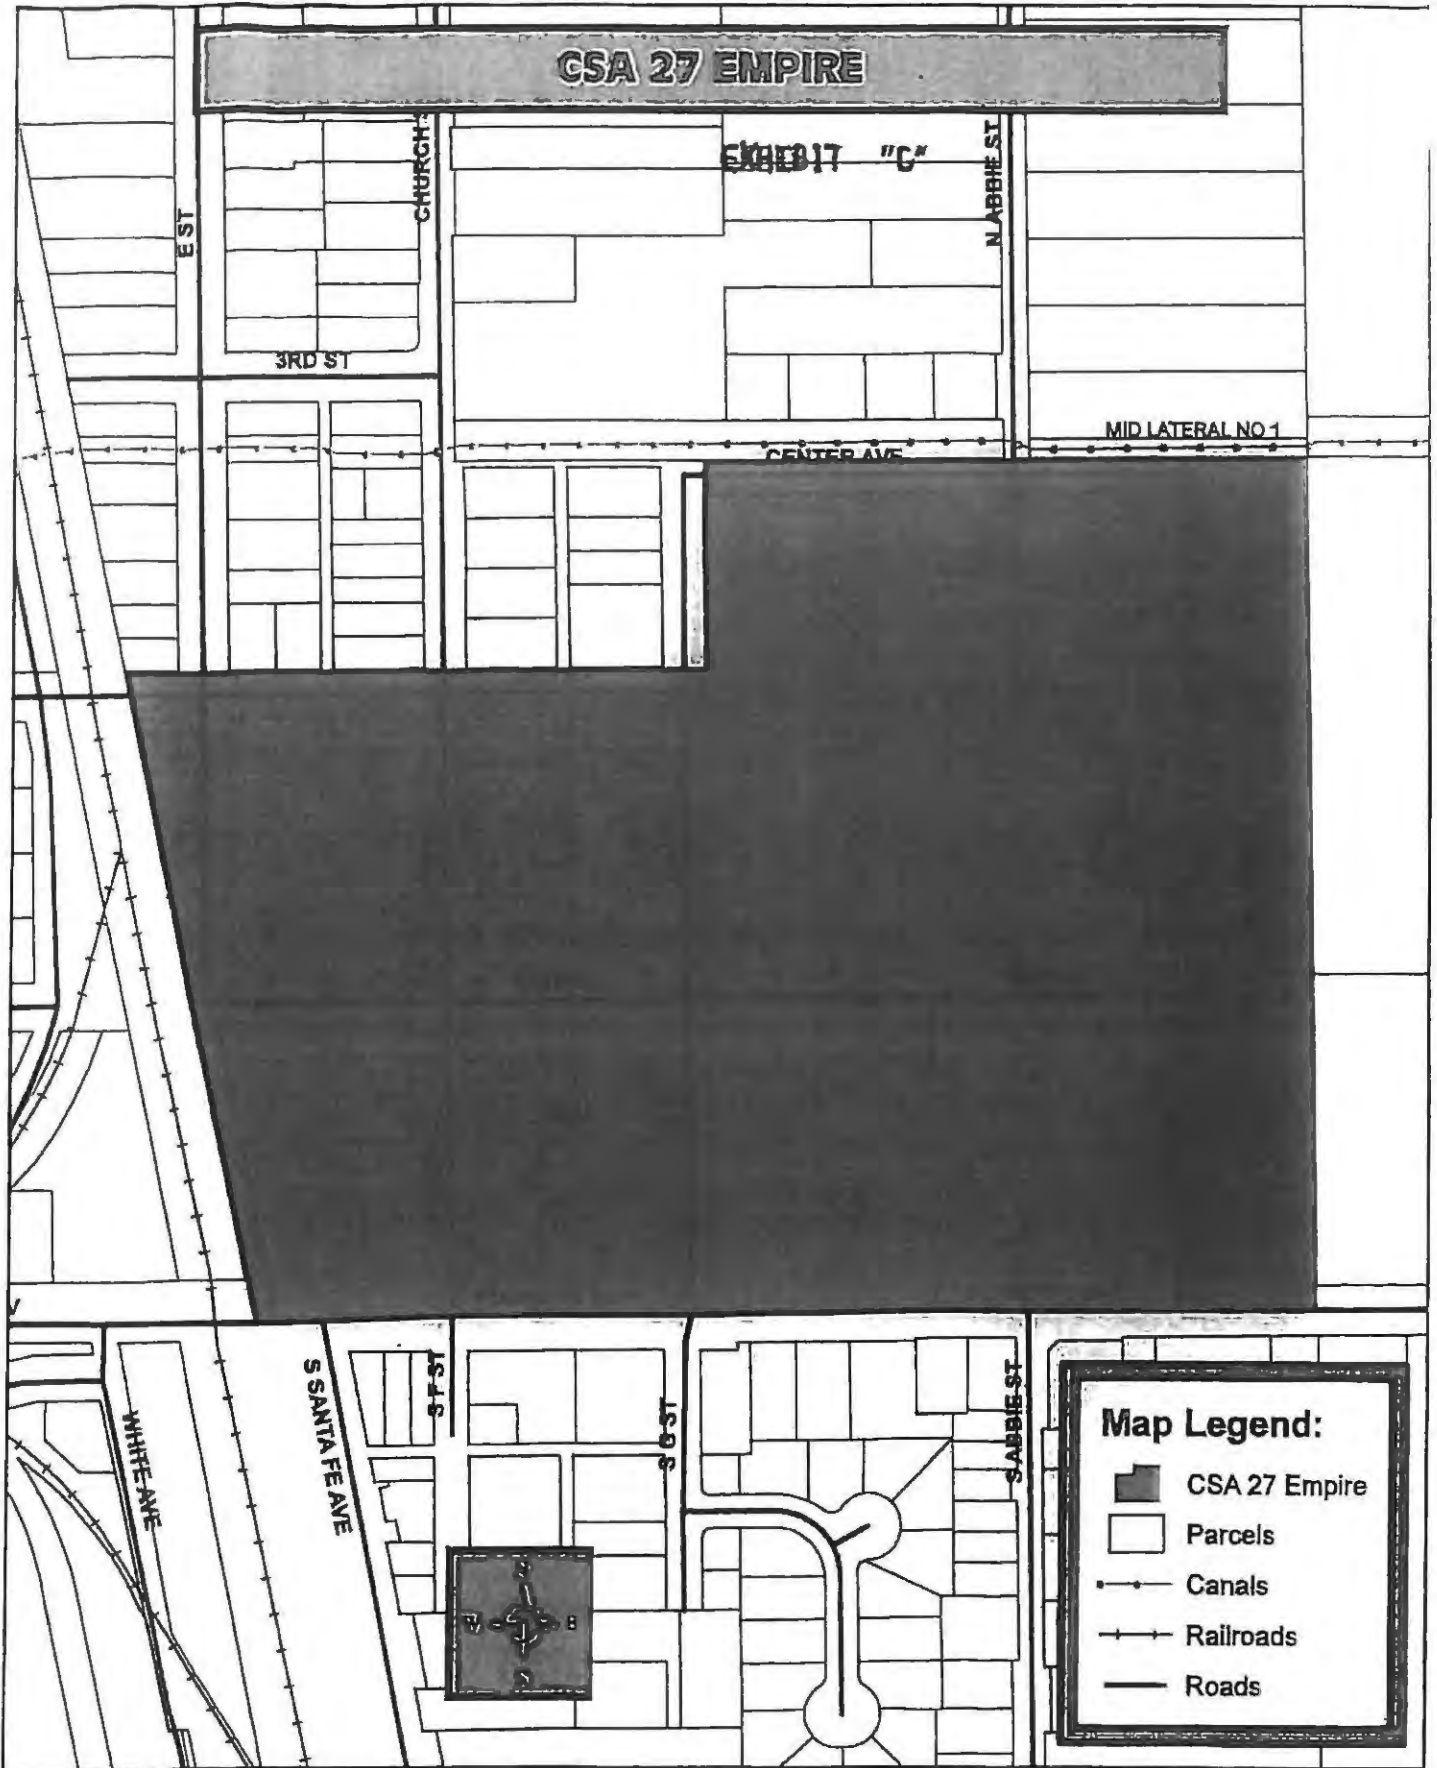 CSA 27 EMPIRE
EXHIBIT "G"
CHURCH
N ABBIE ST
E ST
3RD ST
MID LATERAL NO 1
CENTER AVE
S SANTA FE AVE
S F ST
S G ST
S ABBIE ST
WHITE AVE
Map Legend:
CSA 27 Empire
Parcels
Canals
Railroads
Roads